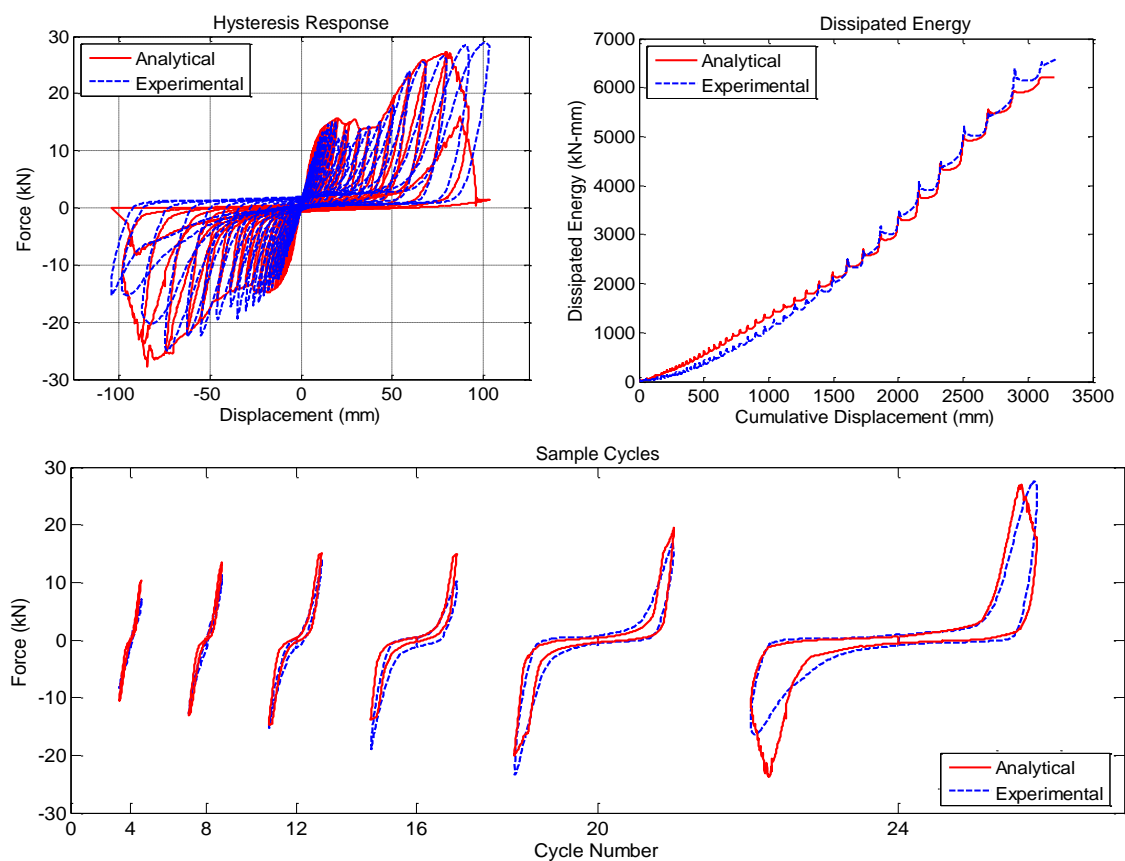 Hysteresis Response
Analytical
Experimental
30
20
10
0
-10
-20
-30
Force (kN)
-100
-50
0
50
100
Displacement (mm)
Dissipated Energy
Analytical
Experimental
7000
6000
5000
4000
3000
2000
1000
0
Dissipated Energy (kN-mm)
0
500
1000
1500
2000
2500
3000
3500
Cumulative Displacement (mm)
Sample Cycles
30
20
10
0
-10
-20
-30
Force (kN)
Analytical
Experimental
0
4
8
12
16
20
24
Cycle Number